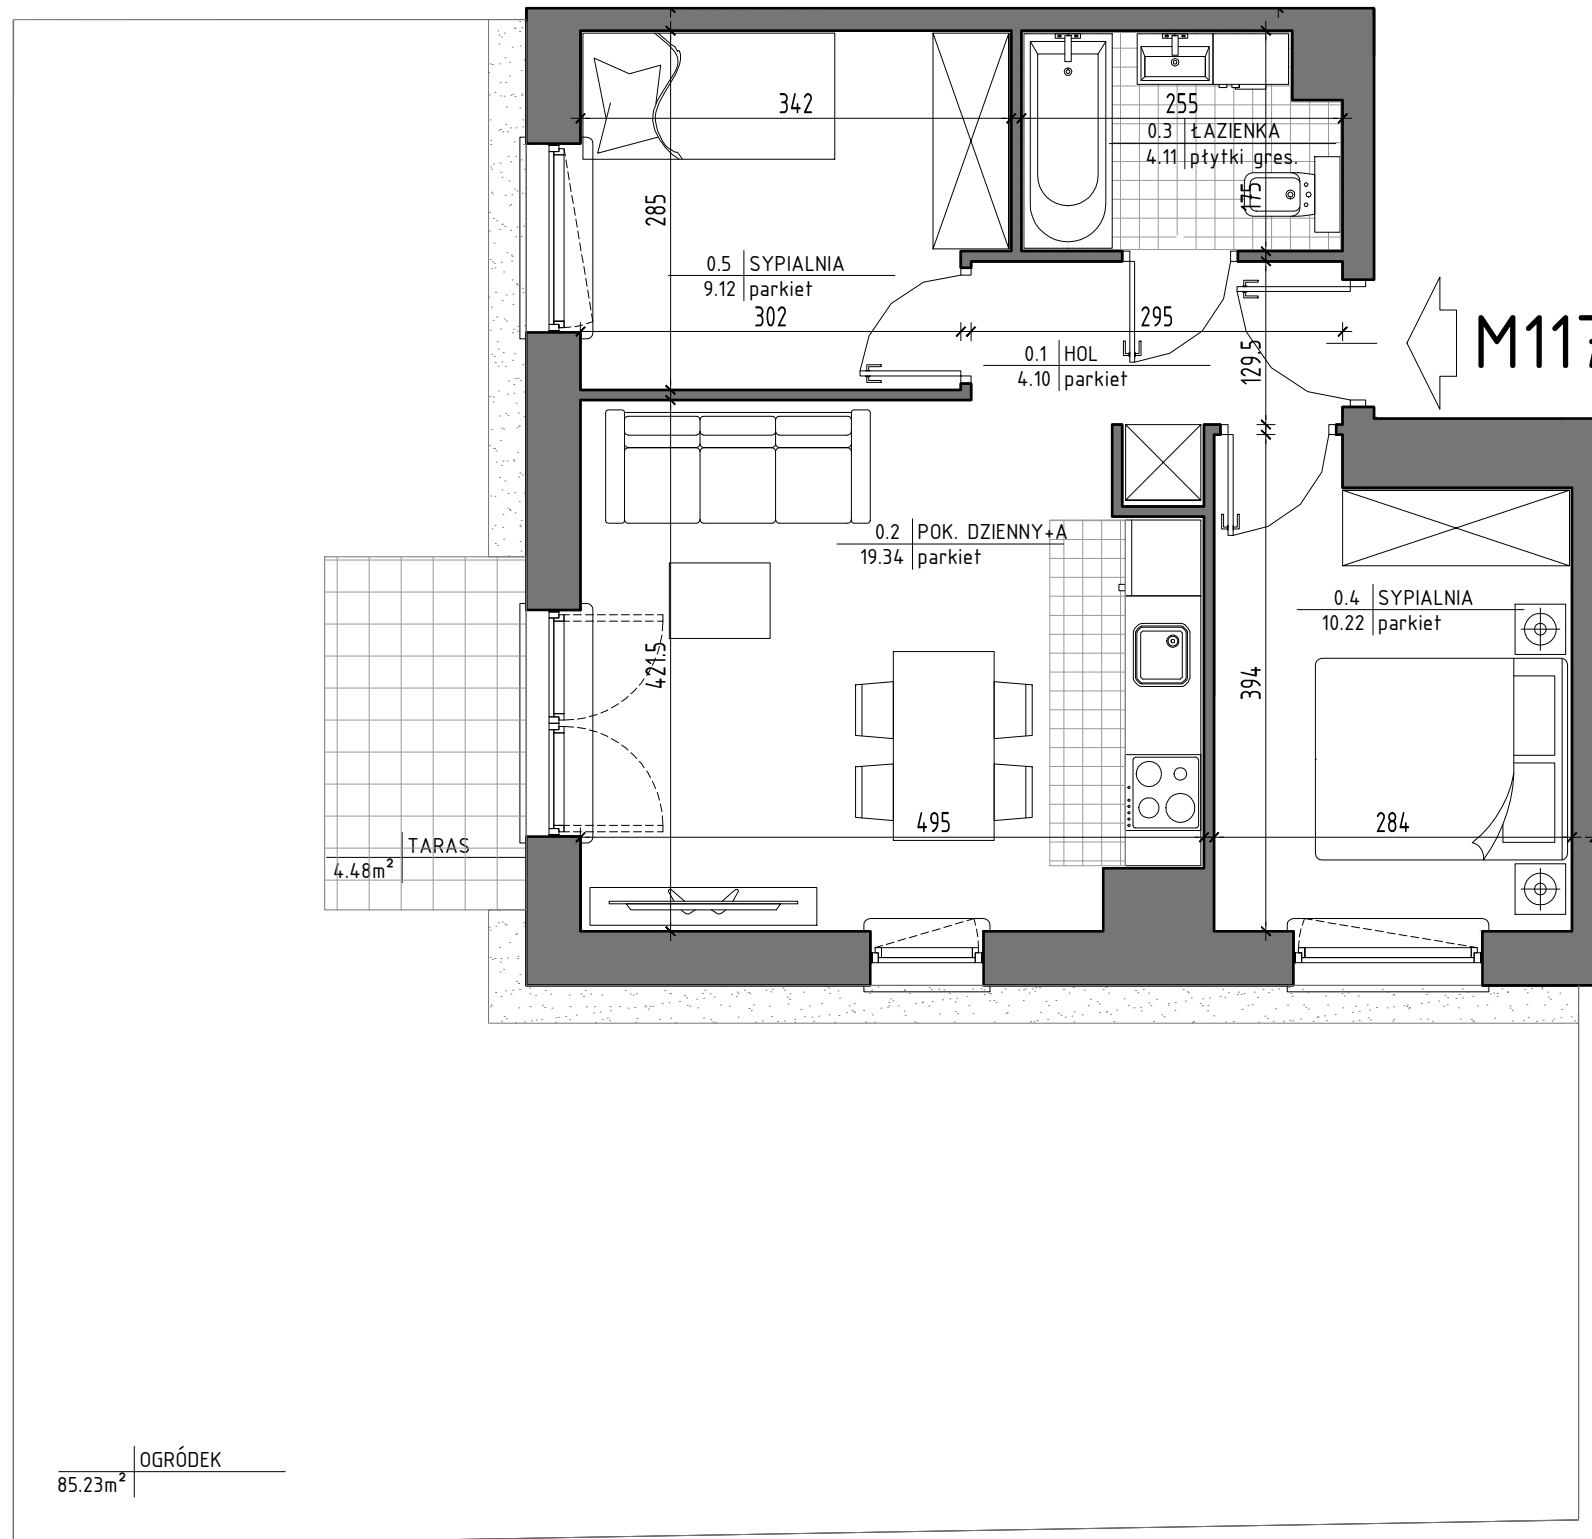 342
255
0.3 ŁAZIENKA
4.11 płytki gres.
175
285
0.5 SYPIALNIA
9.12 parkiet
302
295
M117
129.5
0.1 HOL
4.10 parkiet
0.2 POK. DZIENNY+A
19.34 parkiet
0.4 SYPIALNIA
10.22 parkiet
421.5
394
495
284
TARAS
4.48m²
OGRÓDEK
85.23m²